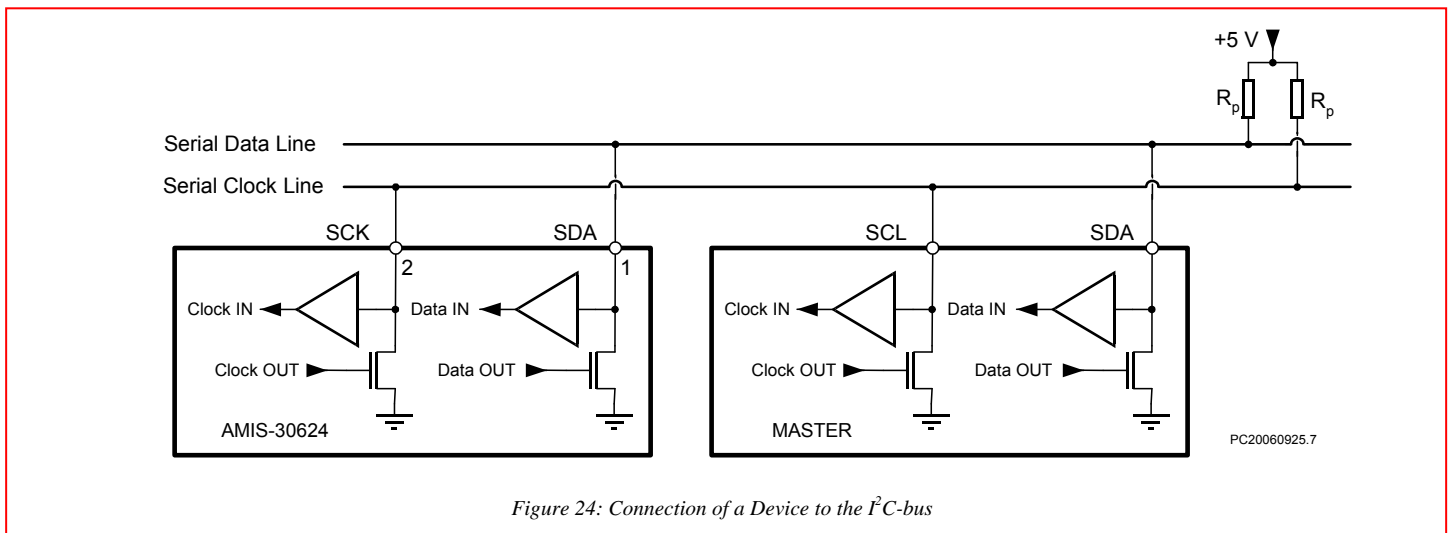 +5 V
Rp Rp
Serial Data Line
Serial Clock Line
SCK SDA SCL SDA
2 1
Clock IN Data IN Clock IN Data IN
Clock OUT Data OUT Clock OUT Data OUT
AMIS-30624 MASTER
PC20060925.7
Figure 24: Connection of a Device to the I²C-bus